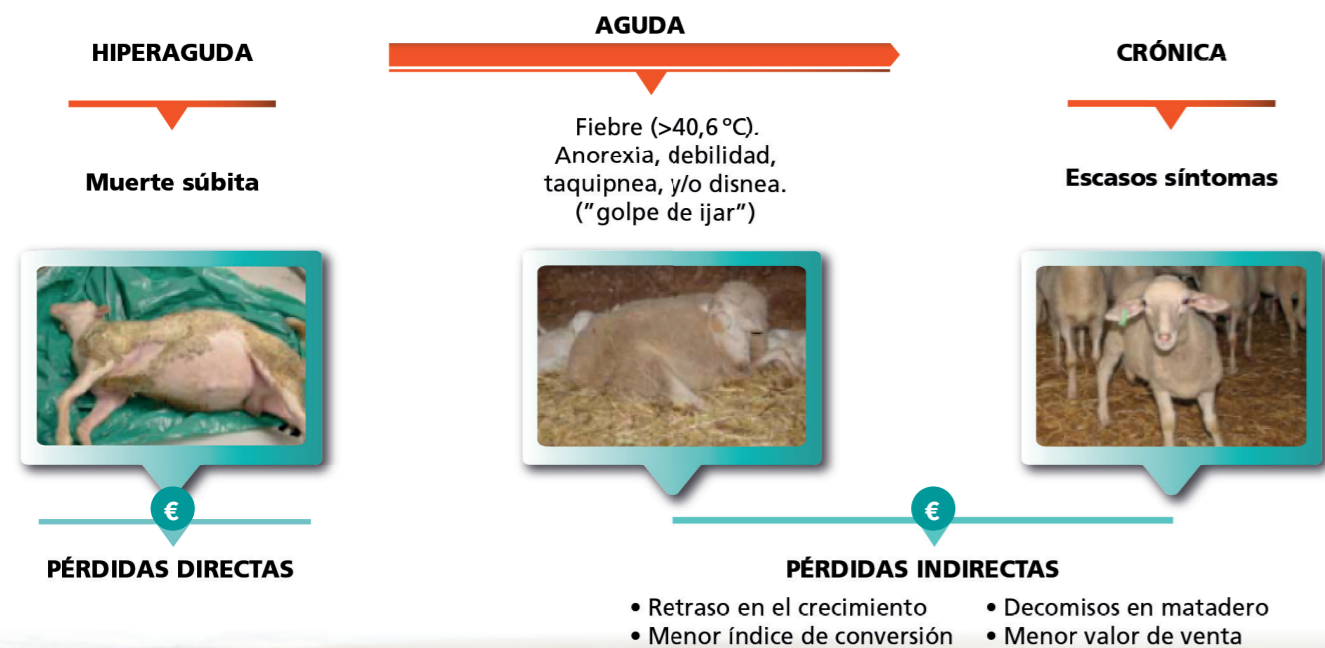 HIPERAGUDA
Muerte súbita
AGUDA
Fiebre (>40,6 ºC).
Anorexia, debilidad,
taquipnea, y/o disnea.
("golpe de ijar")
CRÓNICA
Escasos síntomas
€
PÉRDIDAS DIRECTAS
€
PÉRDIDAS INDIRECTAS
• Retraso en el crecimiento
• Menor índice de conversión
• Decomisos en matadero
• Menor valor de venta